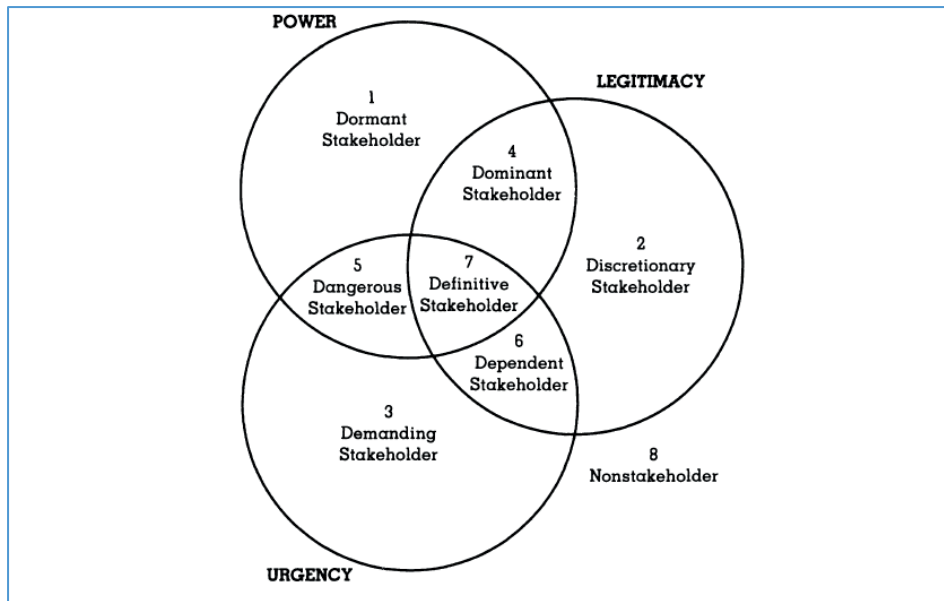 POWER
LEGITIMACY
1
Dormant
Stakeholder
4
Dominant
Stakeholder
2
Discretionary
Stakeholder
5
Dangerous
Stakeholder
7
Definitive
Stakeholder
6
Dependent
Stakeholder
3
Demanding
Stakeholder
8
Nonstakeholder
URGENCY